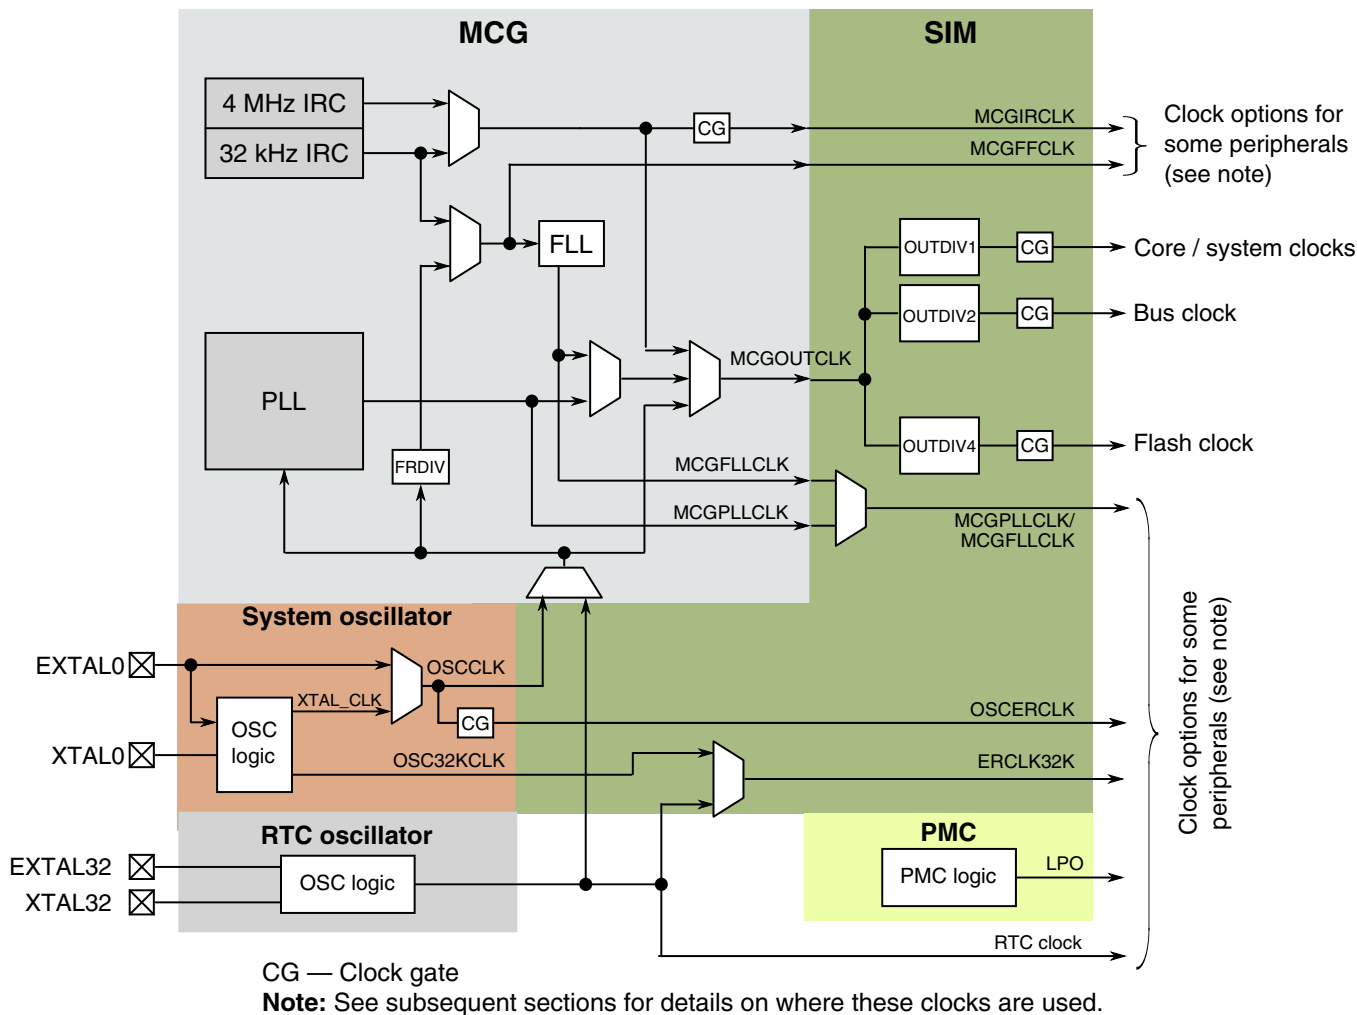 MCG
SIM
4 MHz IRC
32 kHz IRC
CG
MCGIRCLK
MCGFFCLK
Clock options for
some peripherals
(see note)
FLL
OUTDIV1
CG
Core / system clocks
OUTDIV2
CG
Bus clock
PLL
MCGOUTCLK
OUTDIV4
CG
Flash clock
FRDIV
MCGFLLCLK
MCGPLLCLK
MCGPLLCLK/
MCGFLLCLK
Clock options for some
peripherals (see note)
System oscillator
EXTAL0
OSCCLK
XTAL_CLK
OSC
logic
CG
OSCERCLK
XTAL0
OSC32KCLK
ERCLK32K
RTC oscillator
PMC
EXTAL32
XTAL32
OSC logic
PMC logic
LPO
RTC clock
CG — Clock gate
Note: See subsequent sections for details on where these clocks are used.